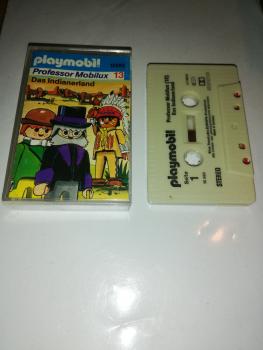 playmobil
Professor Mobilux 13
Das Indianerland
playmobil
Professor Mobilux (13)
Das Indianerland
Seite
1
STEREO